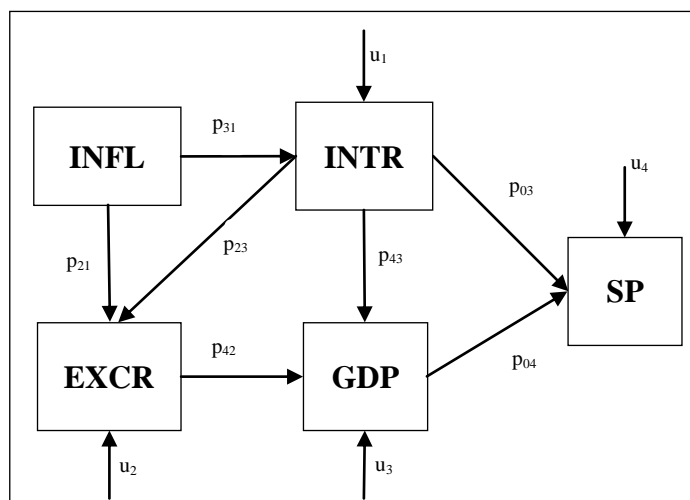 u₁
p₃₁
INFL
INTR
u₄
p₀₃
p₂₁
p₂₃
p₄₃
SP
p₄₂
EXCR
GDP
p₀₄
u₂
u₃